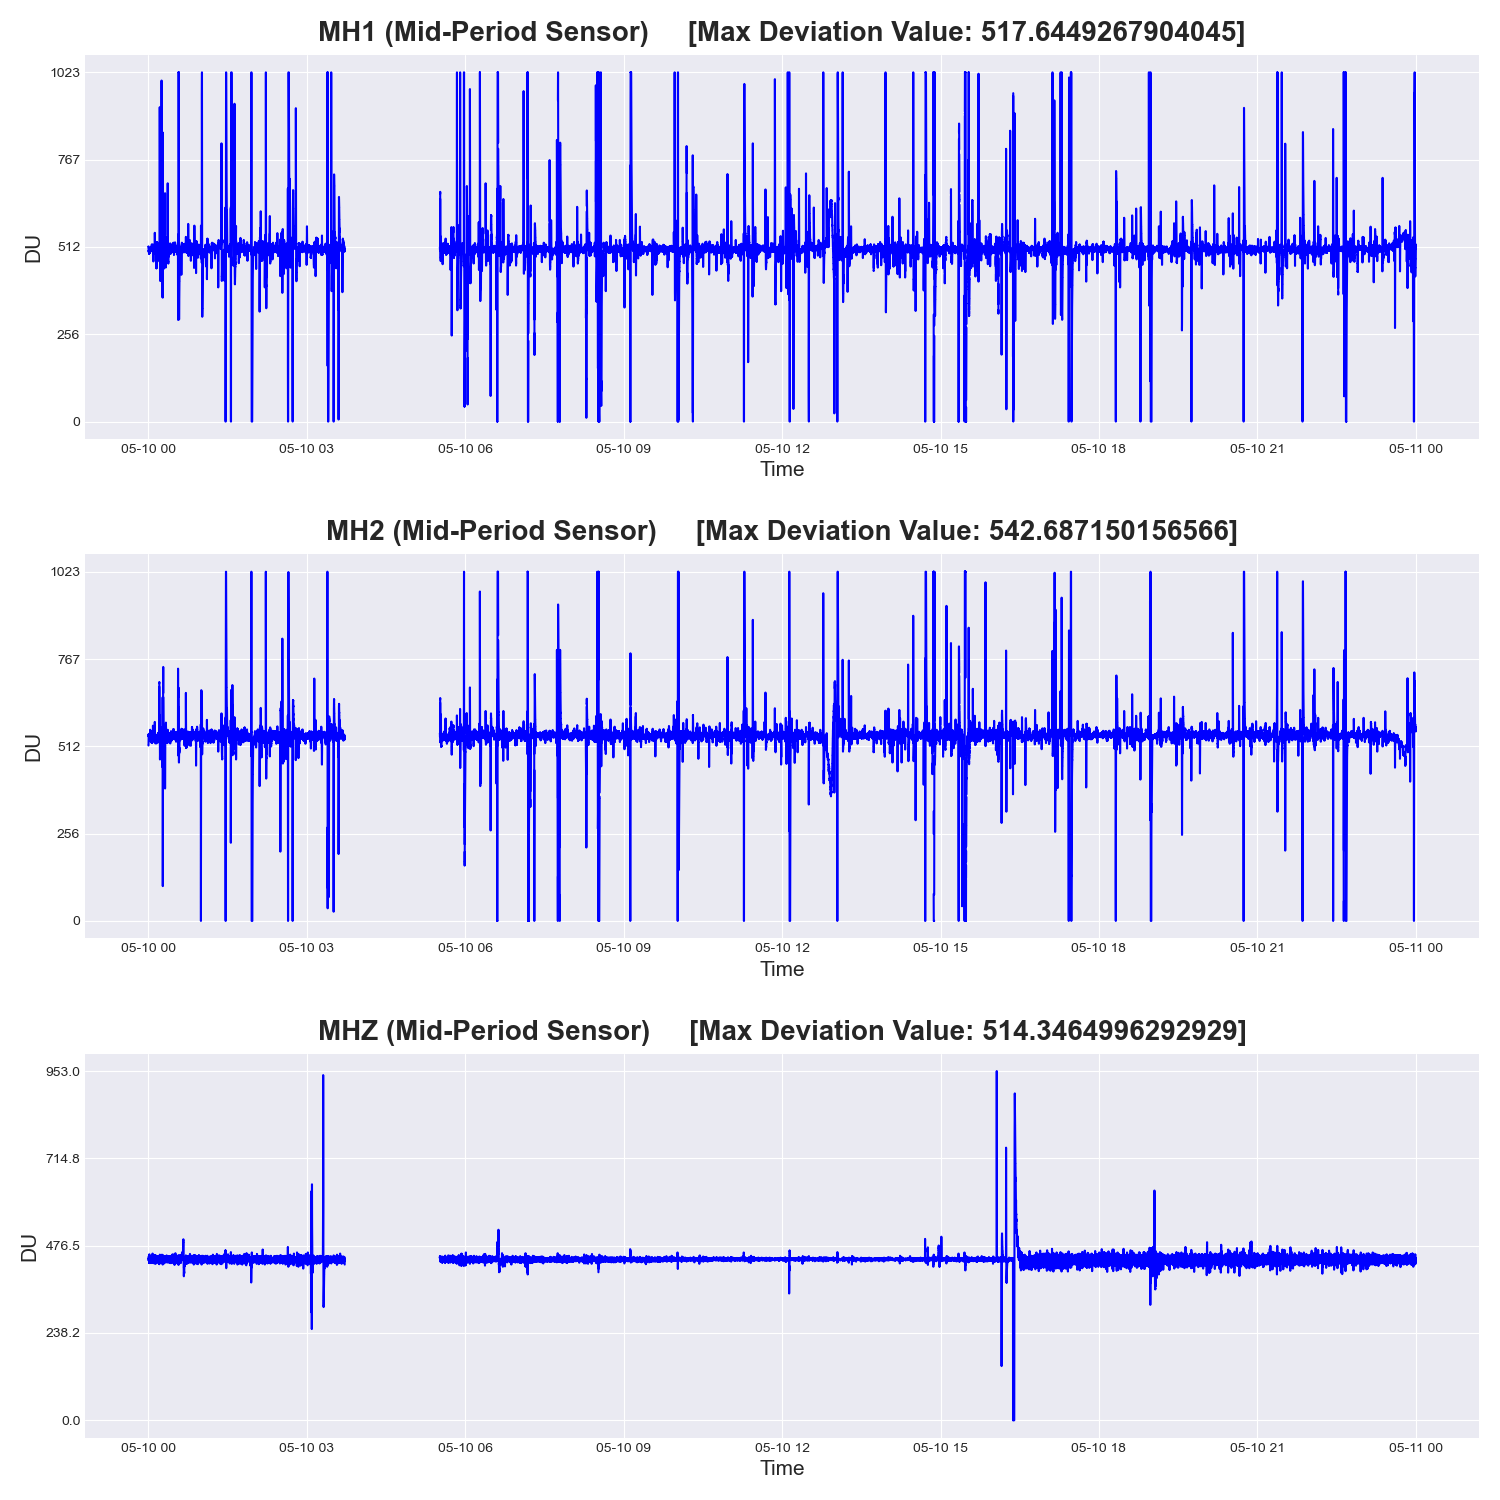 MH1 (Mid-Period Sensor)     [Max Deviation Value: 517.6449267904045]
1023
767
512
256
0
DU
05-10 00 05-10 03 05-10 06 05-10 09 05-10 12 05-10 15 05-10 18 05-10 21 05-11 00
Time
MH2 (Mid-Period Sensor)     [Max Deviation Value: 542.687150156566]
1023
767
512
256
0
DU
05-10 00 05-10 03 05-10 06 05-10 09 05-10 12 05-10 15 05-10 18 05-10 21 05-11 00
Time
MHZ (Mid-Period Sensor)     [Max Deviation Value: 514.3464996292929]
953.0
714.8
476.5
238.2
0.0
DU
05-10 00 05-10 03 05-10 06 05-10 09 05-10 12 05-10 15 05-10 18 05-10 21 05-11 00
Time